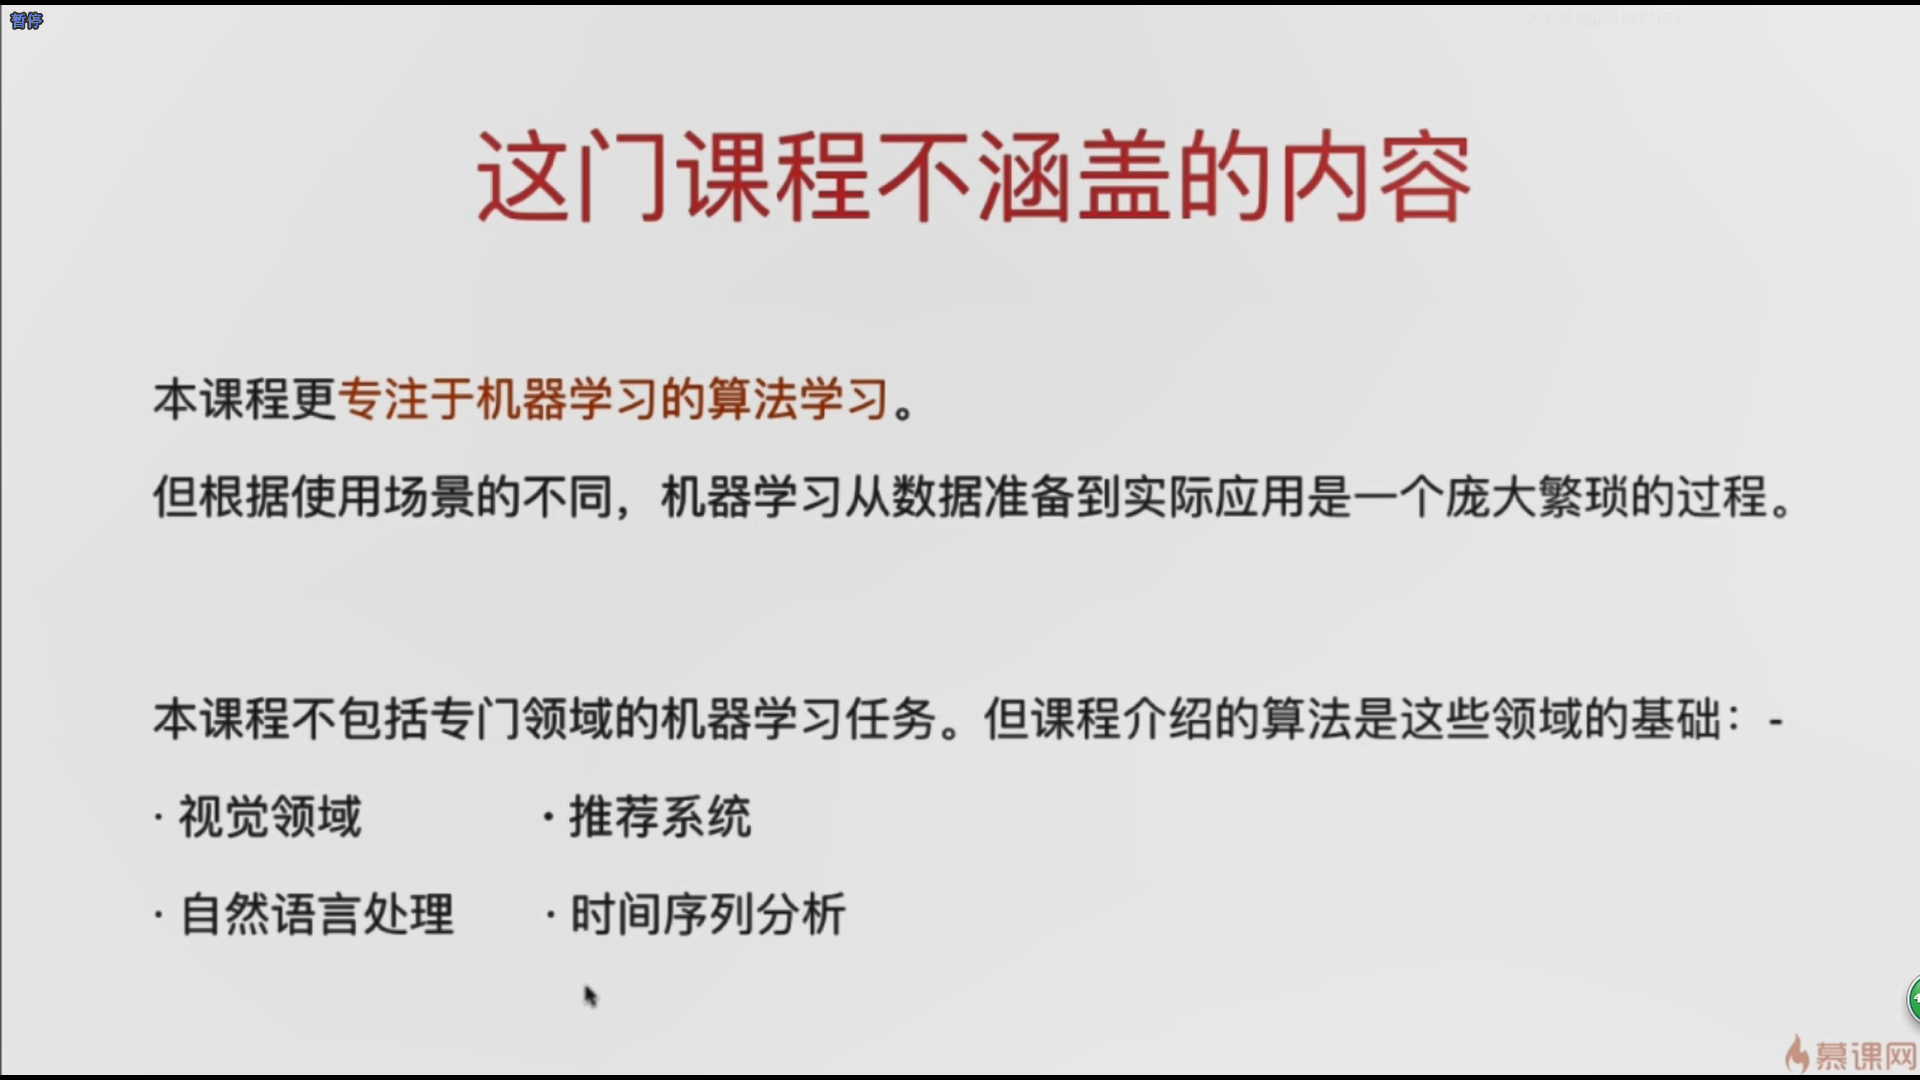 暂停
这门课程不涵盖的内容
本课程更专注于机器学习的算法学习。
但根据使用场景的不同，机器学习从数据准备到实际应用是一个庞大繁琐的过程。
本课程不包括专门领域的机器学习任务。但课程介绍的算法是这些领域的基础：-
· 视觉领域 · 推荐系统
· 自然语言处理 · 时间序列分析
慕课网